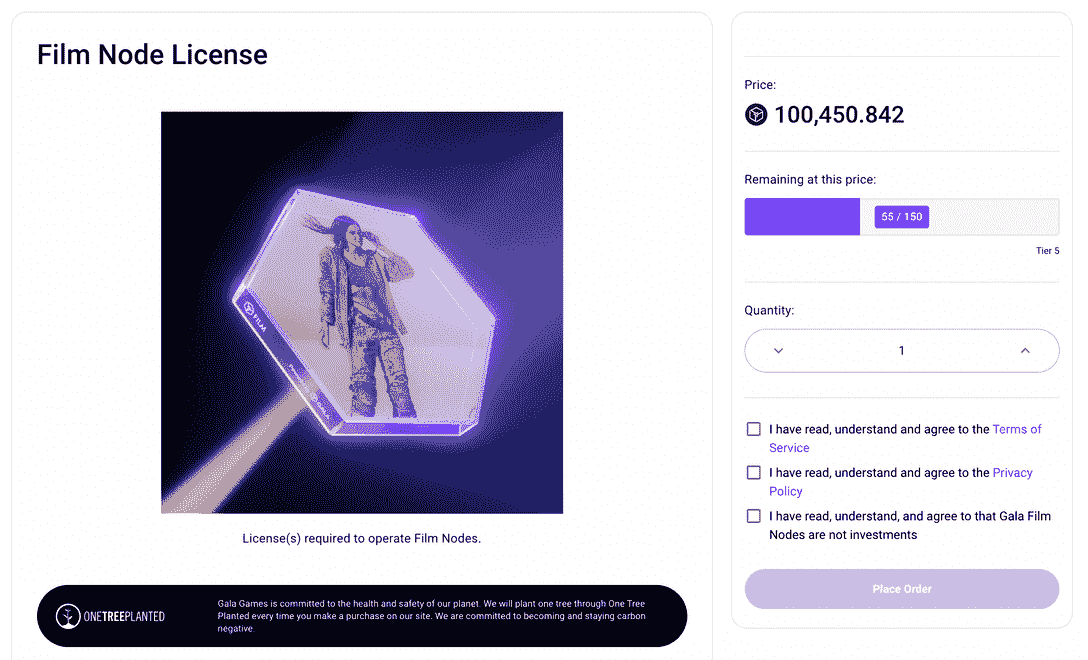 Film Node License
FILM
License(s) required to operate Film Nodes.
ONETREEPLANTED
Gala Games is committed to the health and safety of our planet. We will plant one tree through One Tree
Planted every time you make a purchase on our site. We are committed to becoming and staying carbon
negative.
Price:
100,450.842
Remaining at this price:
55 / 150
Tier 5
Quantity:
1
I have read, understand and agree to the Terms of
Service
I have read, understand and agree to the Privacy
Policy
I have read, understand, and agree to that Gala Film
Nodes are not investments
Place Order